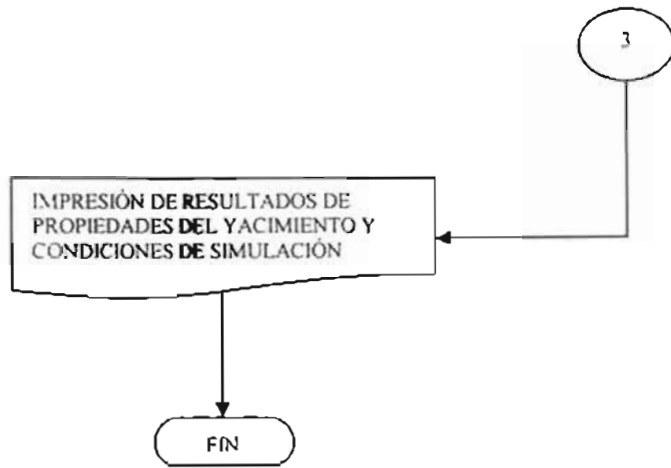 3
IMPRESIÓN DE RESULTADOS DE
PROPIEDADES DEL YACIMIENTO Y
CONDICIONES DE SIMULACIÓN
FIN